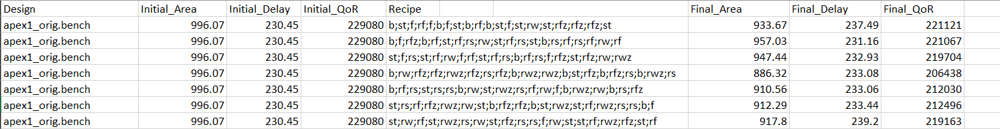 Design Initial_Area Initial_Delay Initial_QoR Recipe Final_Area Final_Delay Final_QoR
apex1_orig.bench 996.07 230.45 229080 b;st;f;rf;f;b;f;st;b;rf;b;st;f;st;rw;st;rfz;rfz;rfz;st 933.67 237.49 221121
apex1_orig.bench 996.07 230.45 229080 b;f;rfz;b;rf;st;rf;rs;rw;st;rf;rs;st;b;rs;rf;rs;rf;rw;rf 957.03 231.16 221067
apex1_orig.bench 996.07 230.45 229080 st;f;rs;st;rf;rw;f;rf;st;rf;rs;b;rf;rs;f;rfz;st;rfz;rw;rwz 947.44 232.93 219704
apex1_orig.bench 996.07 230.45 229080 b;rw;rfz;rfz;rwz;rfz;rs;rfz;b;rwz;rwz;b;st;rfz;b;rfz;rs;b;rwz;rs 886.32 233.08 206438
apex1_orig.bench 996.07 230.45 229080 b;rf;rs;st;rs;rs;b;rw;st;rwz;rs;rf;rw;f;b;rwz;rw;b;rs;rfz 910.56 233.06 212030
apex1_orig.bench 996.07 230.45 229080 st;rs;rf;rfz;rwz;rw;st;b;rfz;rfz;b;st;rwz;st;rf;rwz;rs;rs;b;f 912.29 233.44 212496
apex1_orig.bench 996.07 230.45 229080 st;rw;rf;st;rwz;rs;rw;st;rfz;rs;rs;f;rw;st;st;rf;rwz;rfz;st;rf 917.8 239.2 219163